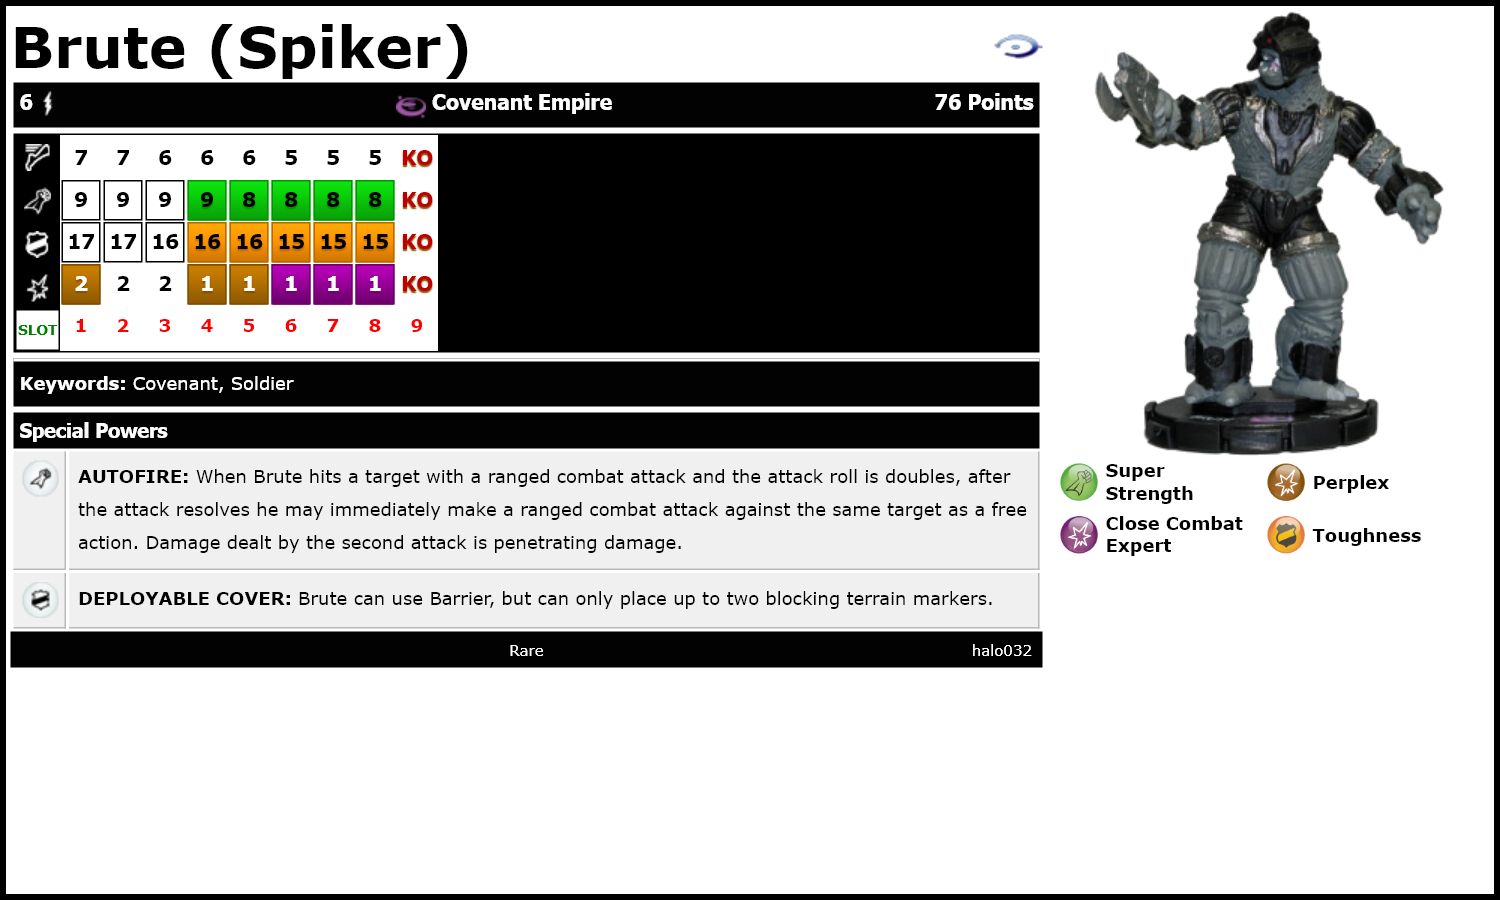 Brute (Spiker)
6 Covenant Empire 76 Points
7 7 6 6 6 5 5 5 KO
9 9 9 9 8 8 8 8 KO
17 17 16 16 16 15 15 15 KO
2 2 2 1 1 1 1 1 KO
SLOT 1 2 3 4 5 6 7 8 9
Keywords: Covenant, Soldier
Special Powers
AUTOFIRE: When Brute hits a target with a ranged combat attack and the attack roll is doubles, after
the attack resolves he may immediately make a ranged combat attack against the same target as a free
action. Damage dealt by the second attack is penetrating damage.
DEPLOYABLE COVER: Brute can use Barrier, but can only place up to two blocking terrain markers.
Rare halo032
Super
Strength
Perplex
Close Combat
Expert
Toughness